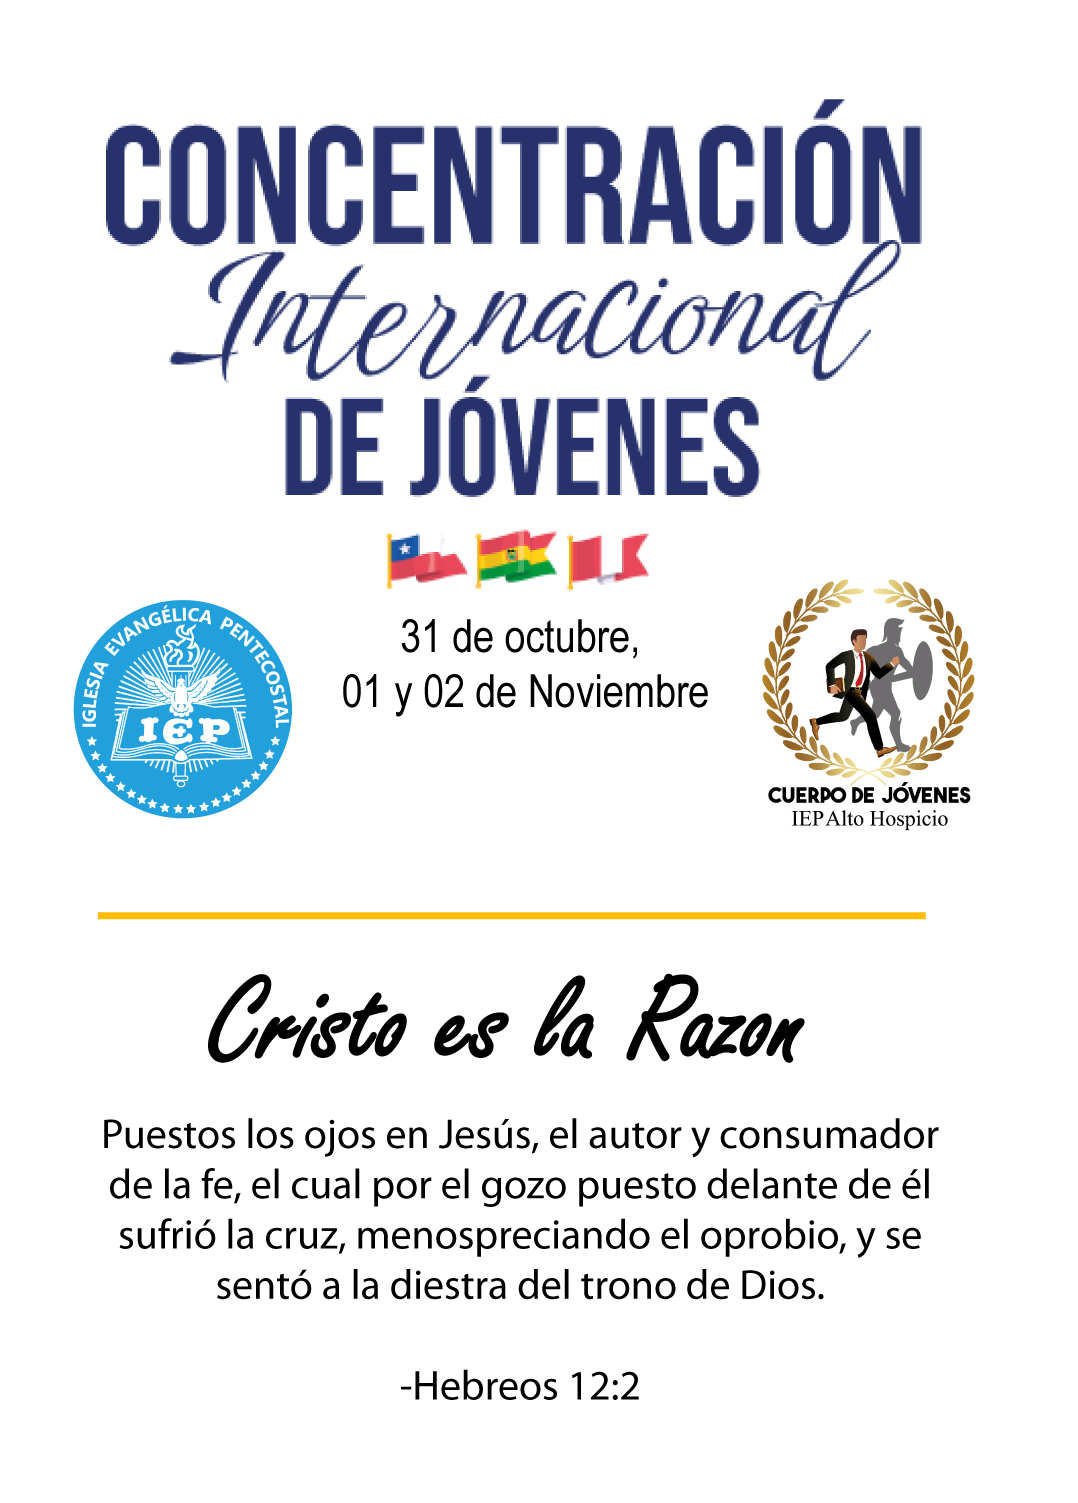 CONCENTRACIÓN
Internacional
DE JÓVENES
31 de octubre,
01 y 02 de Noviembre
IGLESIA EVANGÉLICA PENTECOSTAL
IEP
CUERPO DE JÓVENES
IEP Alto Hospicio
Cristo es la Razon
Puestos los ojos en Jesús, el autor y consumador
de la fe, el cual por el gozo puesto delante de él
sufrió la cruz, menospreciando el oprobio, y se
sentó a la diestra del trono de Dios.
-Hebreos 12:2